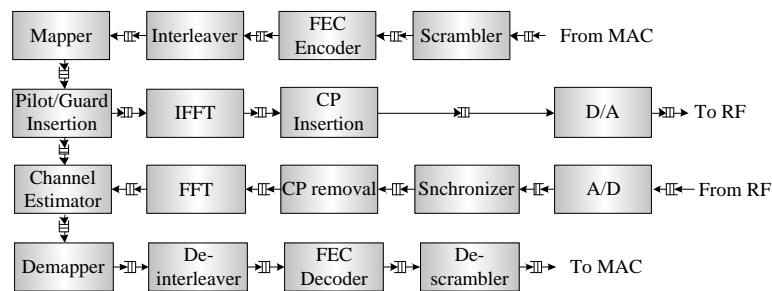 Mapper
Interleaver
FEC
Encoder
Scrambler
From MAC
Pilot/Guard
Insertion
IFFT
CP
Insertion
D/A
To RF
Channel
Estimator
FFT
CP removal
Snchronizer
A/D
From RF
Demapper
De-
interleaver
FEC
Decoder
De-
scrambler
To MAC